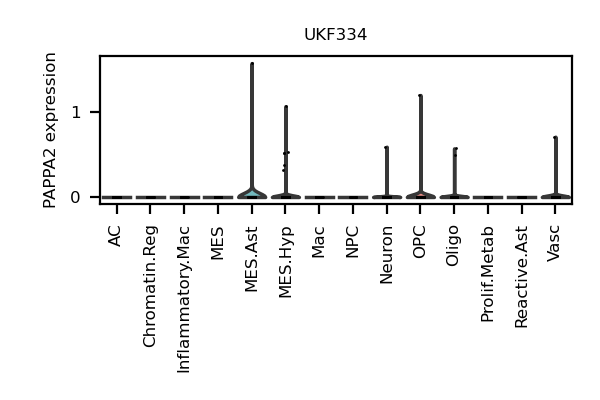 UKF334
PAPPA2 expression
1
0
AC
Chromatin.Reg
Inflammatory.Mac
MES
MES.Ast
MES.Hyp
Mac
NPC
Neuron
OPC
Oligo
Prolif.Metab
Reactive.Ast
Vasc